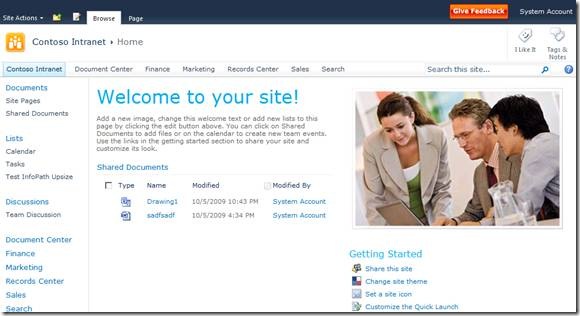 Site Actions Browse Page Give Feedback System Account
Contoso Intranet Home
I Like It Tags & Notes
Contoso Intranet Document Center Finance Marketing Records Center Sales Search Search this site...
Documents
Site Pages
Shared Documents
Lists
Calendar
Tasks
Test InfoPath Upsize
Discussions
Team Discussion
Document Center
Finance
Marketing
Records Center
Sales
Search
Welcome to your site!
Add a new image, change this welcome text or add new lists to this
page by clicking the edit button above. You can click on Shared
Documents to add files or on the calendar to create new team events.
Use the links in the getting started section to share your site and
customize its look.
Shared Documents
Type Name Modified Modified By
Drawing1 10/5/2009 10:43 PM System Account
sadfsadf 10/5/2009 4:34 PM System Account
Getting Started
Share this site
Change site theme
Set a site icon
Customize the Quick Launch